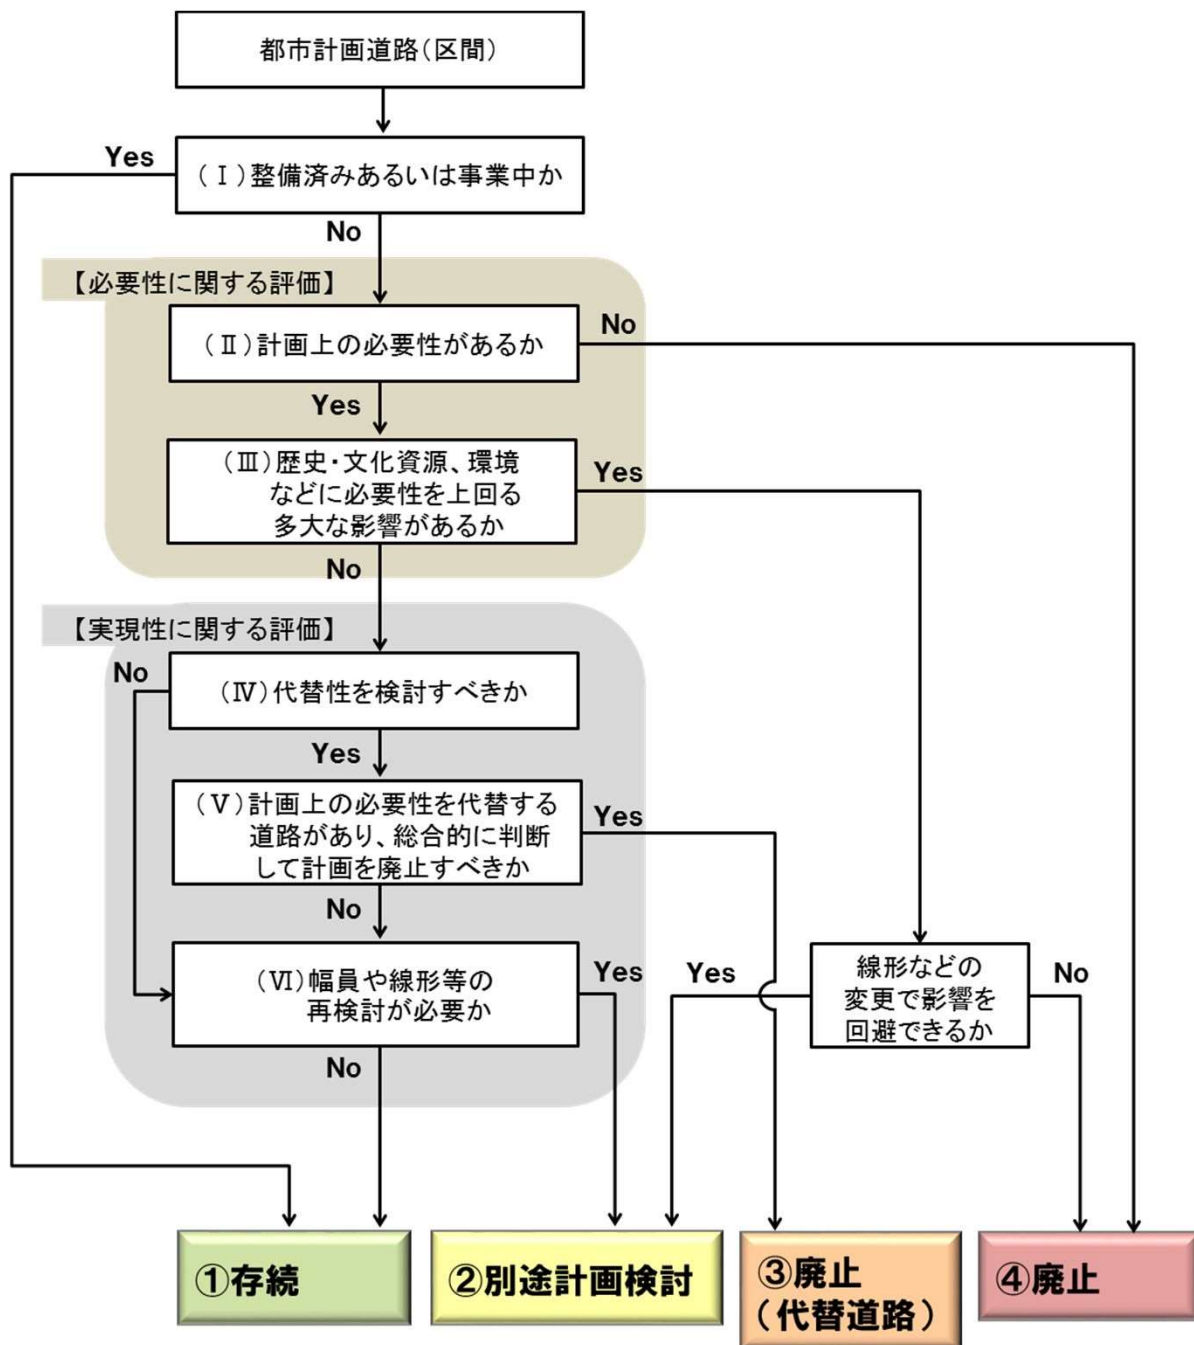 都市計画道路（区間）
Yes
（Ⅰ）整備済みあるいは事業中か
No
【必要性に関する評価】
（Ⅱ）計画上の必要性があるか
No
Yes
（Ⅲ）歴史・文化資源、環境
などに必要性を上回る
多大な影響があるか
Yes
No
【実現性に関する評価】
No
（Ⅳ）代替性を検討すべきか
Yes
（Ⅴ）計画上の必要性を代替する
道路があり、総合的に判断
して計画を廃止すべきか
Yes
No
（Ⅵ）幅員や線形等の
再検討が必要か
Yes
No
Yes
線形などの
変更で影響を
回避できるか
No
①存続
②別途計画検討
③廃止
（代替道路）
④廃止